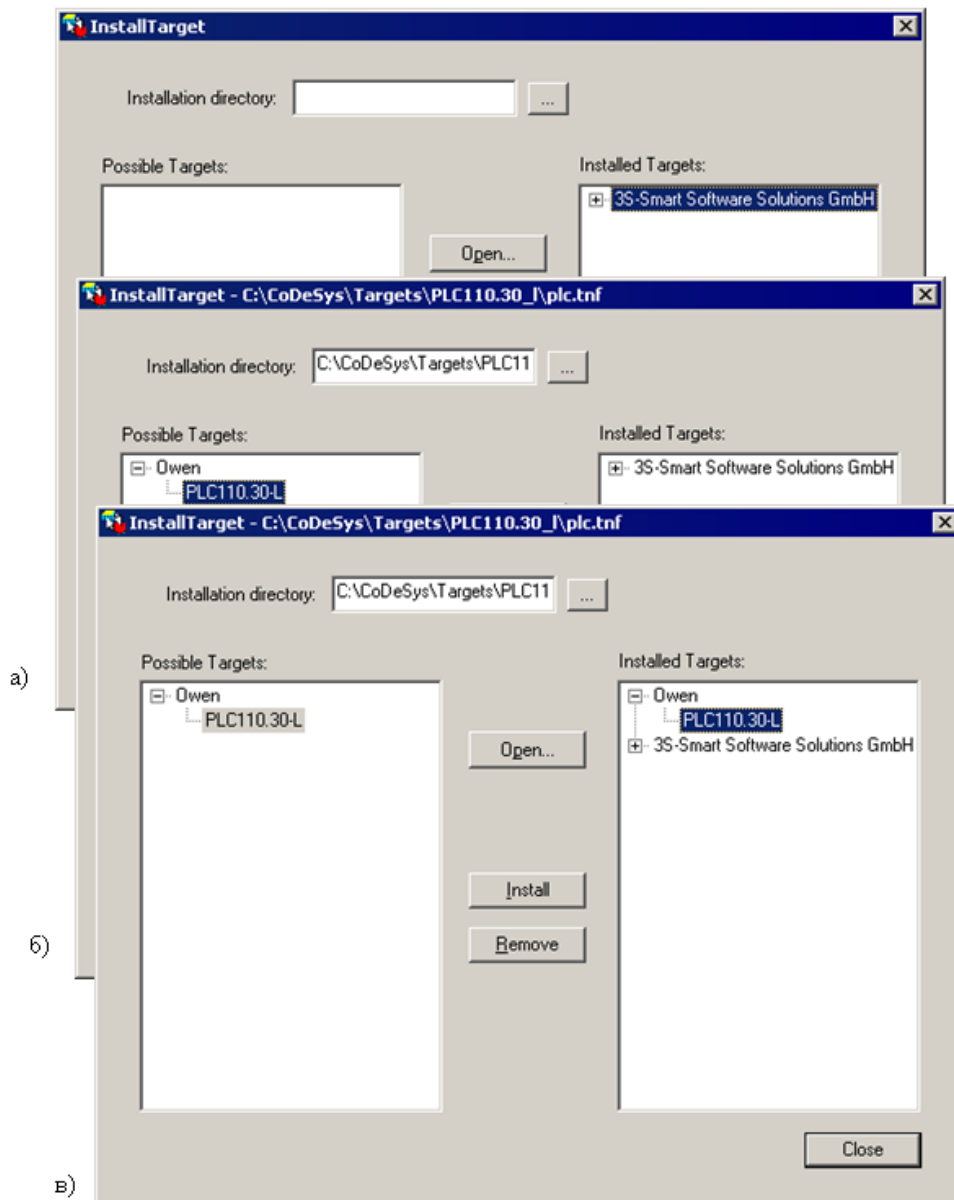 InstallTarget
Installation directory:
...
Possible Targets:
Installed Targets:
3S-Smart Software Solutions GmbH
Open...
InstallTarget - C:\CoDeSys\Targets\PLC110.30_l\plc.tnf
Installation directory: C:\CoDeSys\Targets\PLC11
...
Possible Targets:
Installed Targets:
Owen
PLC110.30-L
3S-Smart Software Solutions GmbH
InstallTarget - C:\CoDeSys\Targets\PLC110.30_l\plc.tnf
Installation directory: C:\CoDeSys\Targets\PLC11
...
Possible Targets:
Installed Targets:
Owen
PLC110.30-L
Owen
PLC110.30-L
3S-Smart Software Solutions GmbH
Open...
Install
Remove
Close
а)
б)
в)